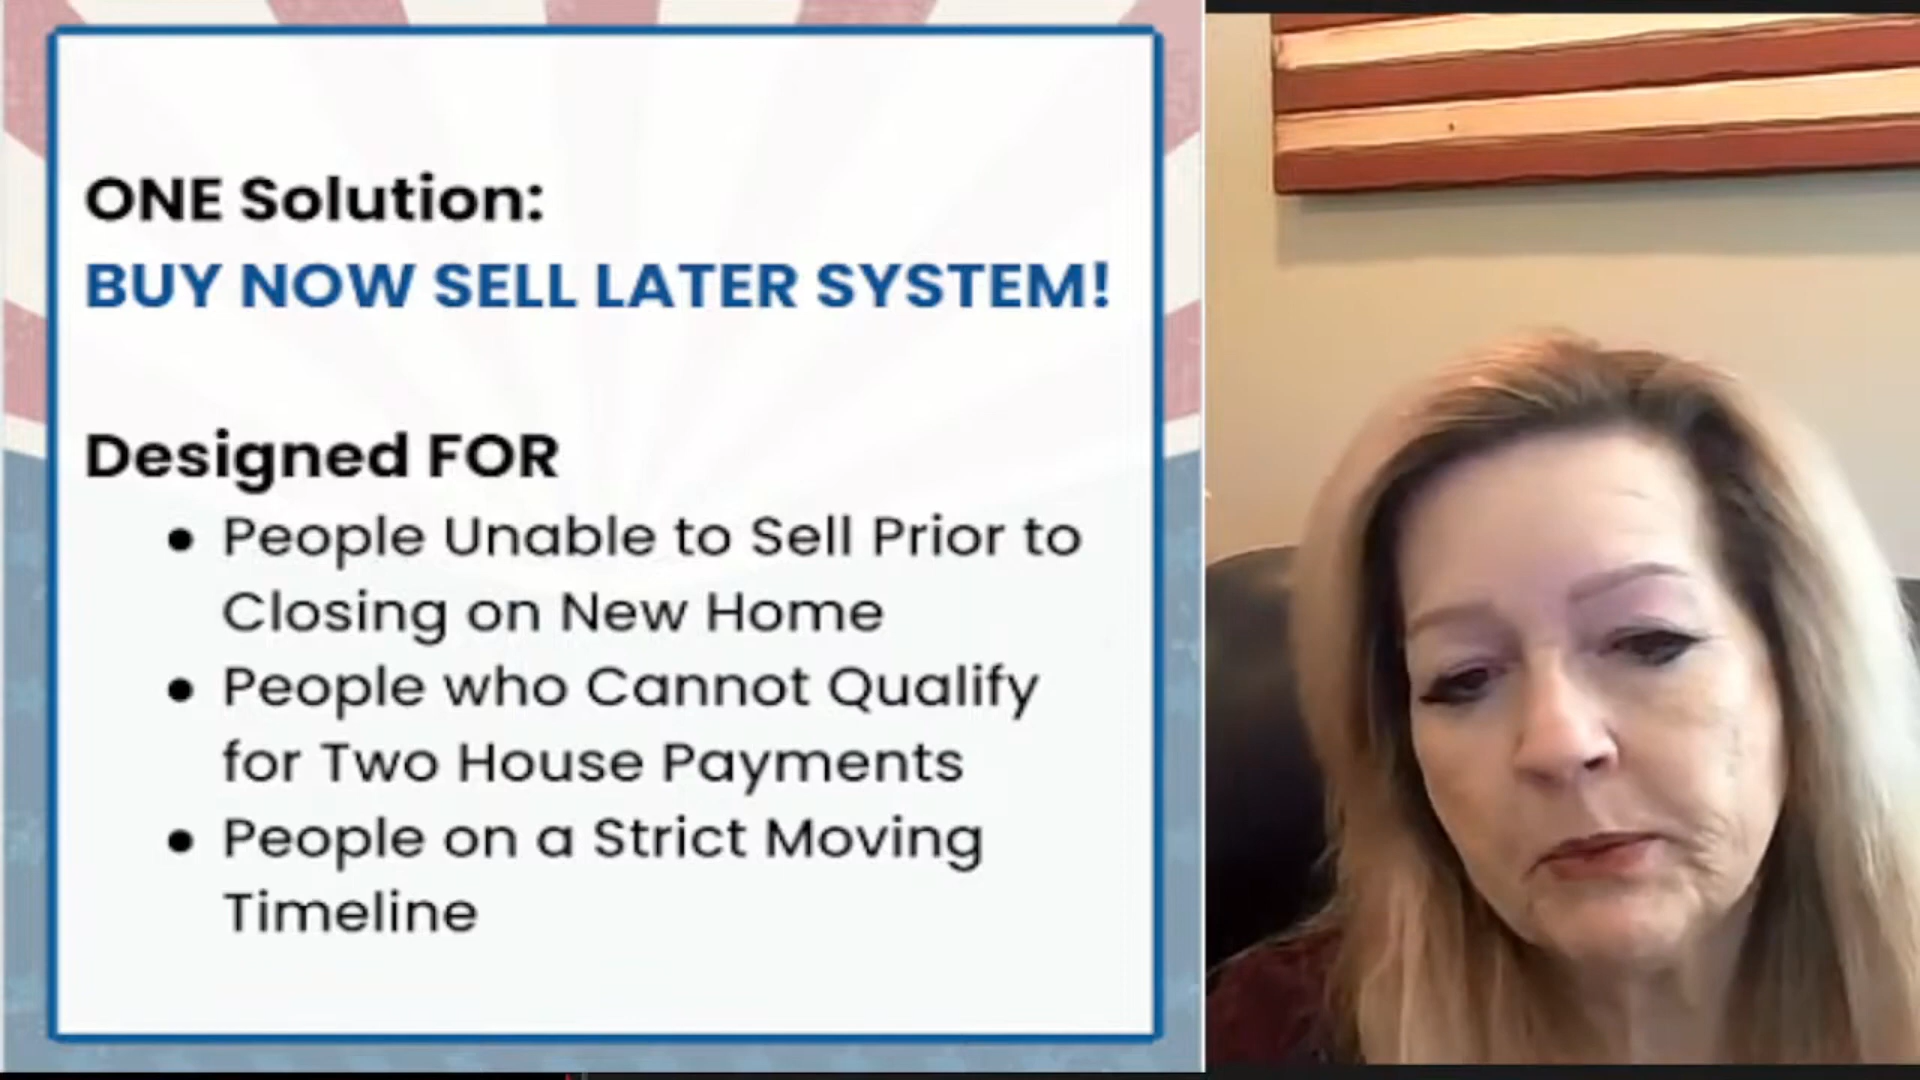 ONE Solution:
BUY NOW SELL LATER SYSTEM!
Designed FOR
● People Unable to Sell Prior to
Closing on New Home
● People who Cannot Qualify
for Two House Payments
● People on a Strict Moving
Timeline